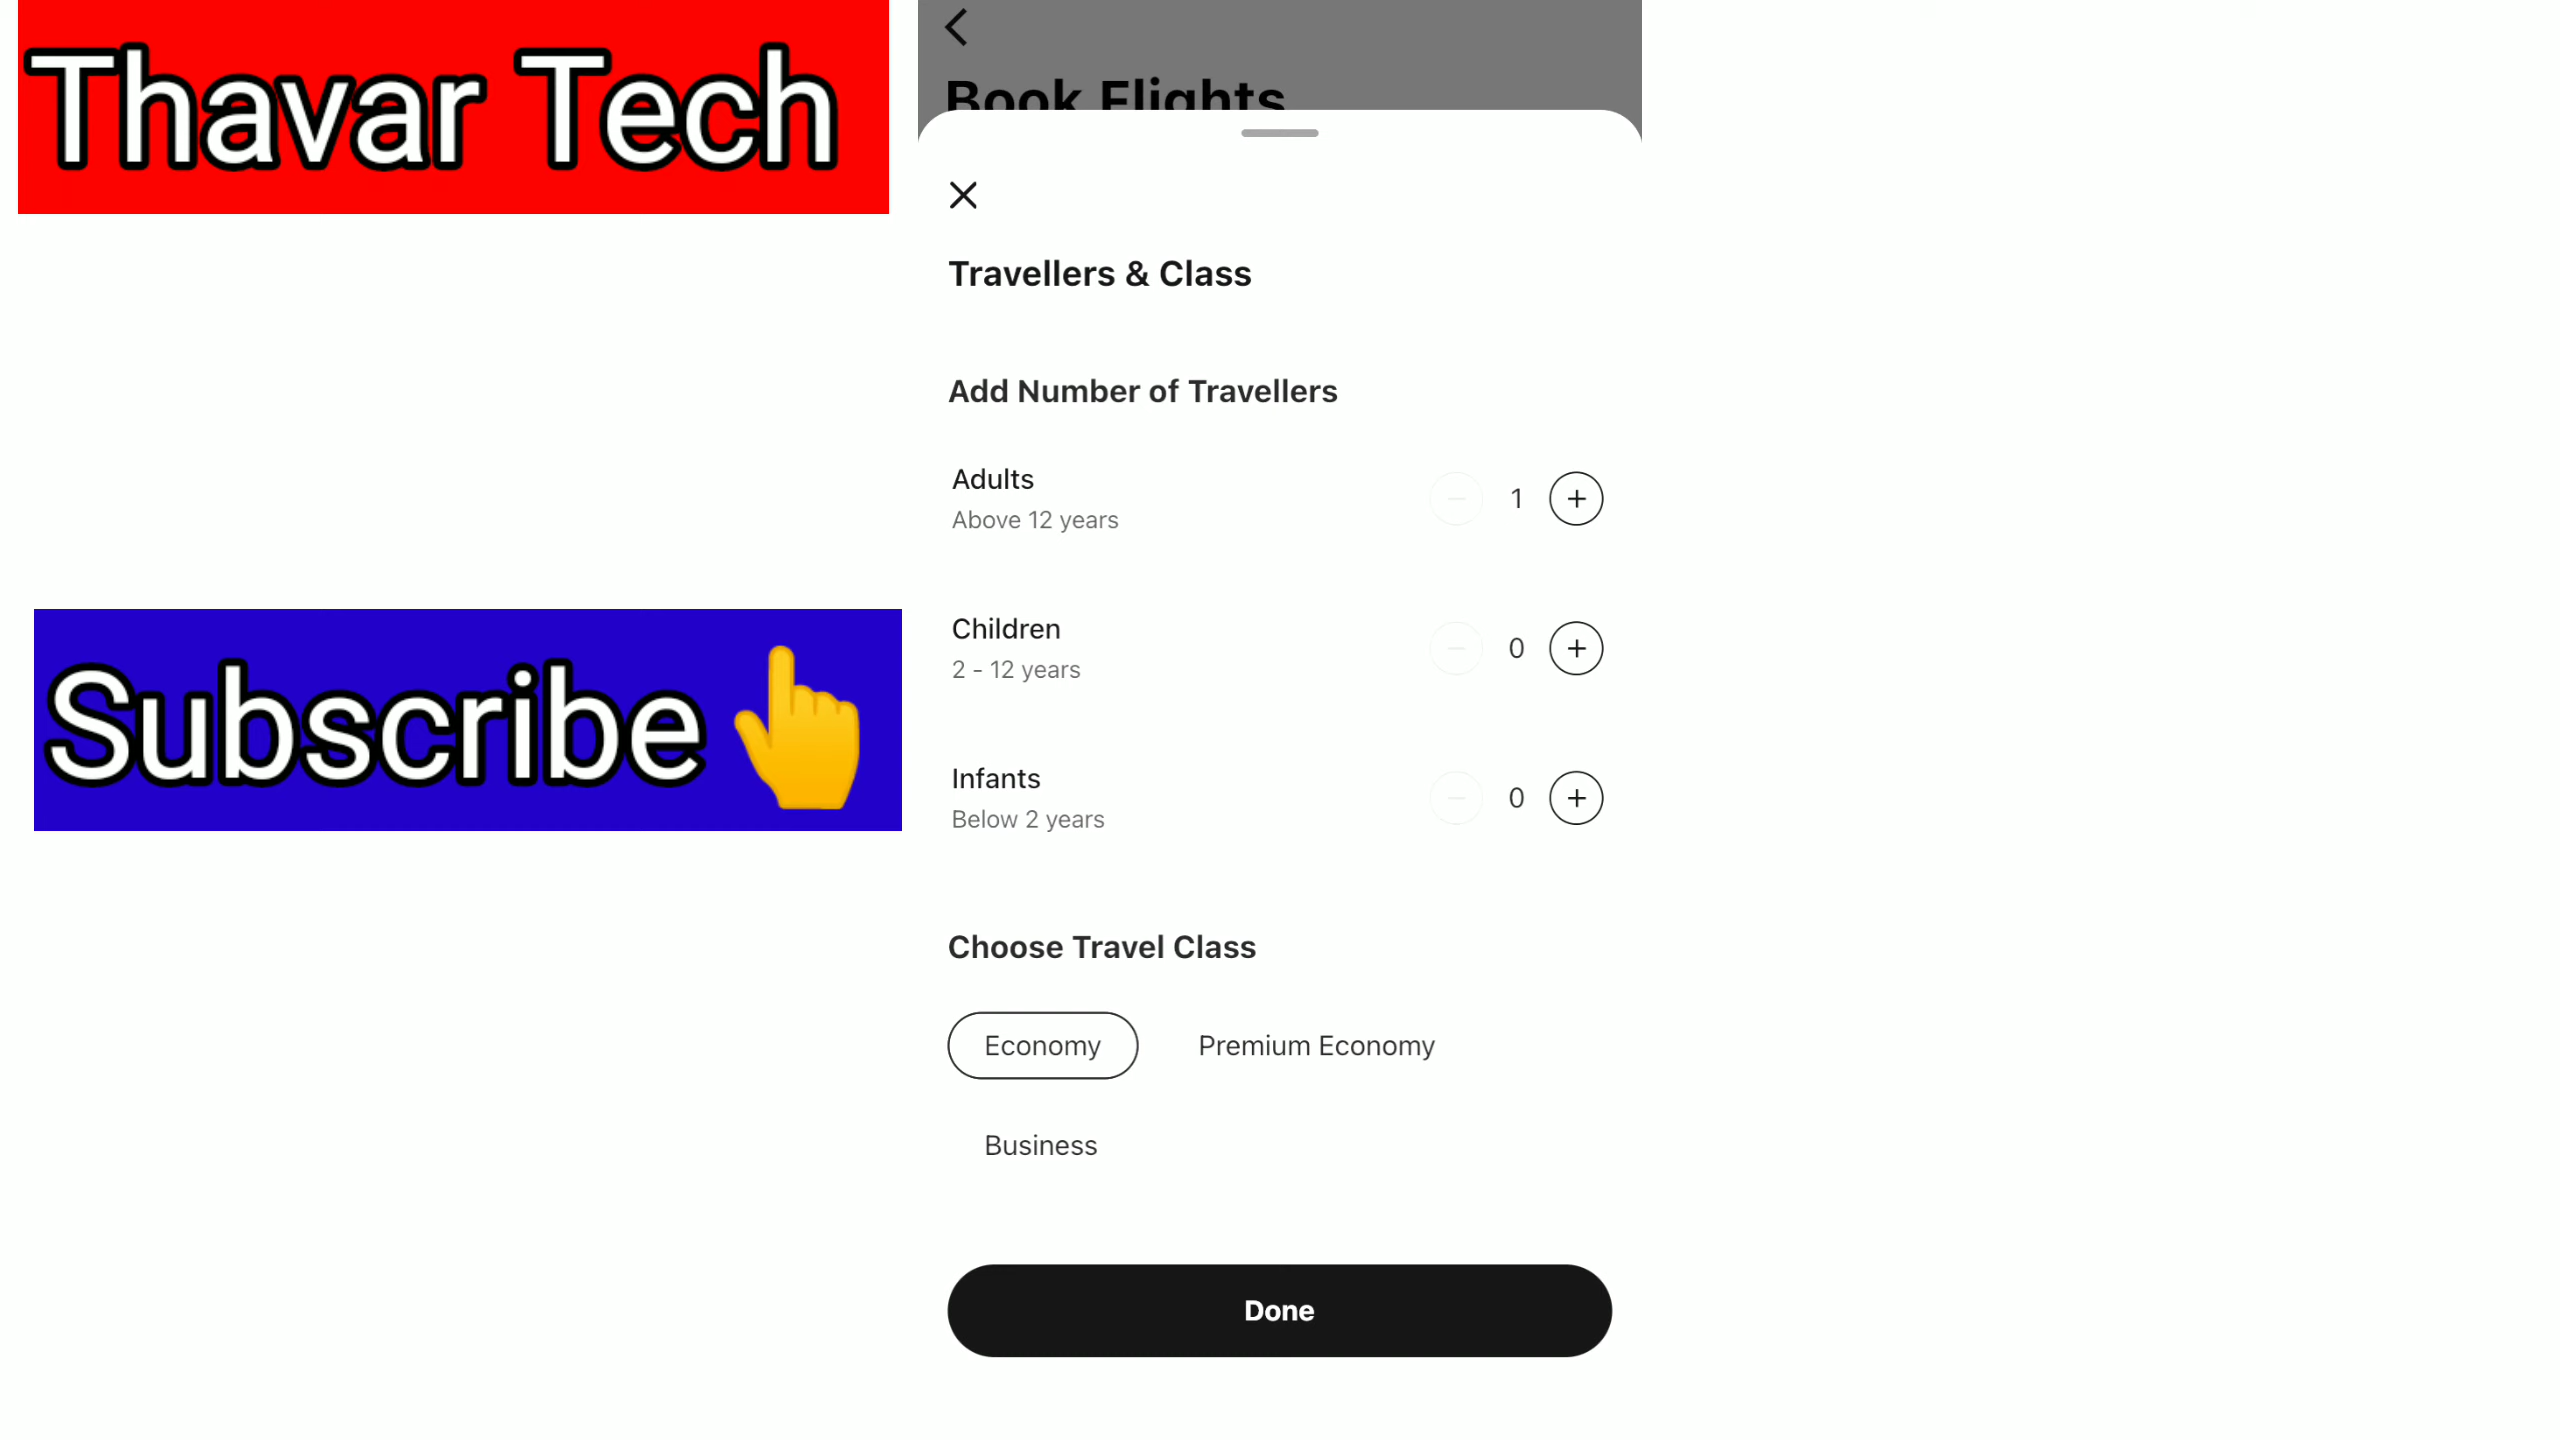 Thavar Tech
Subscribe
Book Flights
Travellers & Class
Add Number of Travellers
Adults
Above 12 years
1
Children
2 - 12 years
0
Infants
Below 2 years
0
Choose Travel Class
Economy
Premium Economy
Business
Done